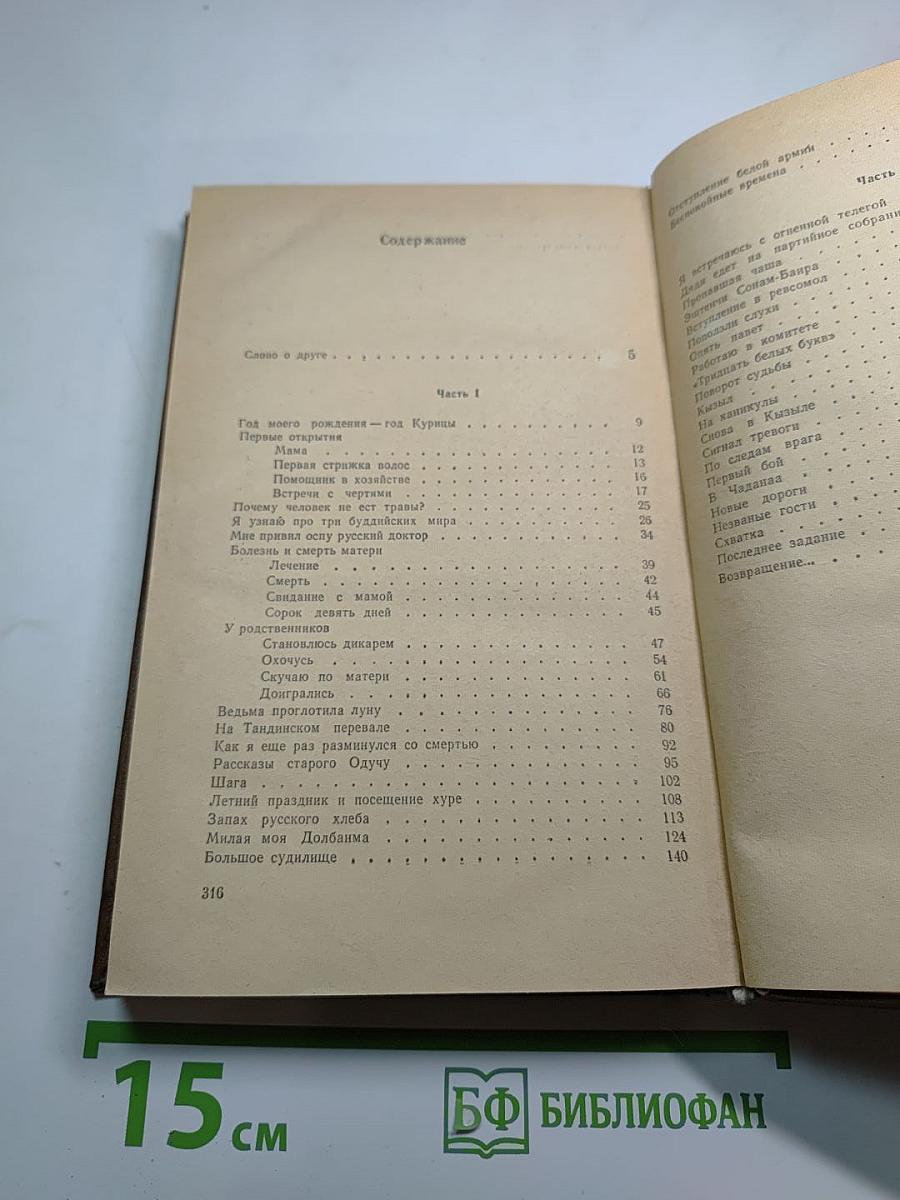 Содержание
Слово о друге . . . . . . . . . . . . . . . . . . 5
Часть I
Год моего рождения — год Курицы . . . . . . . . . . 9
Первые открытия
Мама . . . . . . . . . . . . . . . . . . 12
Первая стрижка волос . . . . . . . . . . . . 13
Помощник в хозяйстве . . . . . . . . . . . . 16
Встречи с чертями . . . . . . . . . . . . . 17
Почему человек не ест травы? . . . . . . . . . . . 25
Я узнаю про три буддийских мира . . . . . . . . . . 26
Мне привил оспу русский доктор . . . . . . . . . . . 34
Болезнь и смерть матери
Лечение . . . . . . . . . . . . . . . . . 39
Смерть . . . . . . . . . . . . . . . . . 42
Свидание с мамой . . . . . . . . . . . . . 44
Сорок девять дней . . . . . . . . . . . . . 45
У родственников
Становлюсь дикарем . . . . . . . . . . . . . 47
Охочусь . . . . . . . . . . . . . . . . . 54
Скучаю по матери . . . . . . . . . . . . . 61
Доигрались . . . . . . . . . . . . . . . . 66
Ведьма проглотила луну . . . . . . . . . . . . . 76
На Тандинском перевале . . . . . . . . . . . . . 80
Как я еще раз разминулся со смертью . . . . . . . . . 92
Рассказы старого Одучу . . . . . . . . . . . . . 95
Шага . . . . . . . . . . . . . . . . . . . . 102
Летний праздник и посещение хуре . . . . . . . . . . 108
Запах русского хлеба . . . . . . . . . . . . . . 113
Милая моя Долбанма . . . . . . . . . . . . . . 124
Большое судилище . . . . . . . . . . . . . . . 140
316
Отступление белой армии . . . . .
Беспокойные времена . . . . . .
Часть
Я встречаюсь с огненной телегой . .
Дядя едет на партийное собрани
Пропавшая чаша . . . . . .
Эштенчи Сонам-Баира . . . . .
Вступление в ревсомол . . . . .
Поползли слухи . . . . . . .
Опять навет . . . . . . . .
Работаю в комитете . . . . .
«Тридцать белых букв» . . . .
Поворот судьбы . . . . . .
Кызыл . . . . . . . . .
На каникулы . . . . . . .
Снова в Кызыле . . . . . .
Сигнал тревоги . . . . . .
По следам врага . . . . . .
Первый бой . . . . . . .
В Чаданаа . . . . . . . .
Новые дороги . . . . . . .
Незваные гости . . . . . .
Схватка . . . . . . . . .
Последнее задание . . . . .
Возвращение... . . . . . .
15 см
БФ БИБЛИОФАН